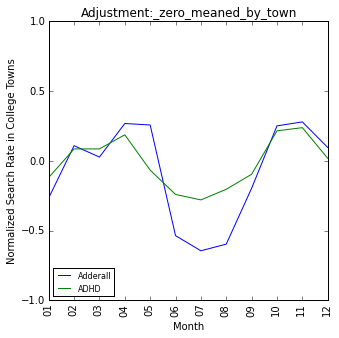 Adjustment:_zero_meaned_by_town
Normalized Search Rate in College Towns
1.0
0.5
0.0
−0.5
−1.0
Adderall
ADHD
01 02 03 04 05 06 07 08 09 10 11 12
Month